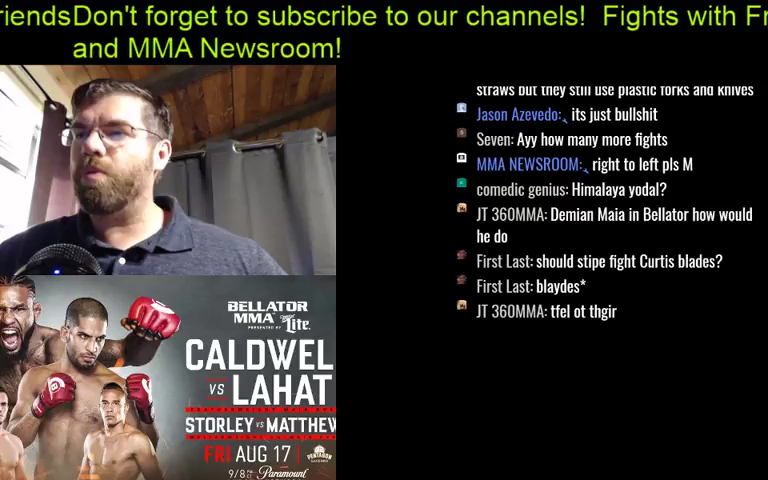 riendsDon't forget to subscribe to our channels!  Fights with Fr
and MMA Newsroom!
straws but they still use plastic forks and knives
Jason Azevedo: its just bullshit
Seven: Ayy how many more fights
MMA NEWSROOM: right to left pls M
comedic genius: Himalaya yodal?
JT 360MMA: Demian Maia in Bellator how would
he do
First Last: should stipe fight Curtis blades?
First Last: blaydes*
JT 360MMA: tfel ot thgir
BELLATOR
MMA
PRESENTED BY
Lite.
CALDWEL
VS LAHAT
STORLEY VS MATTHEW
FRI AUG 17
9/8
Paramount